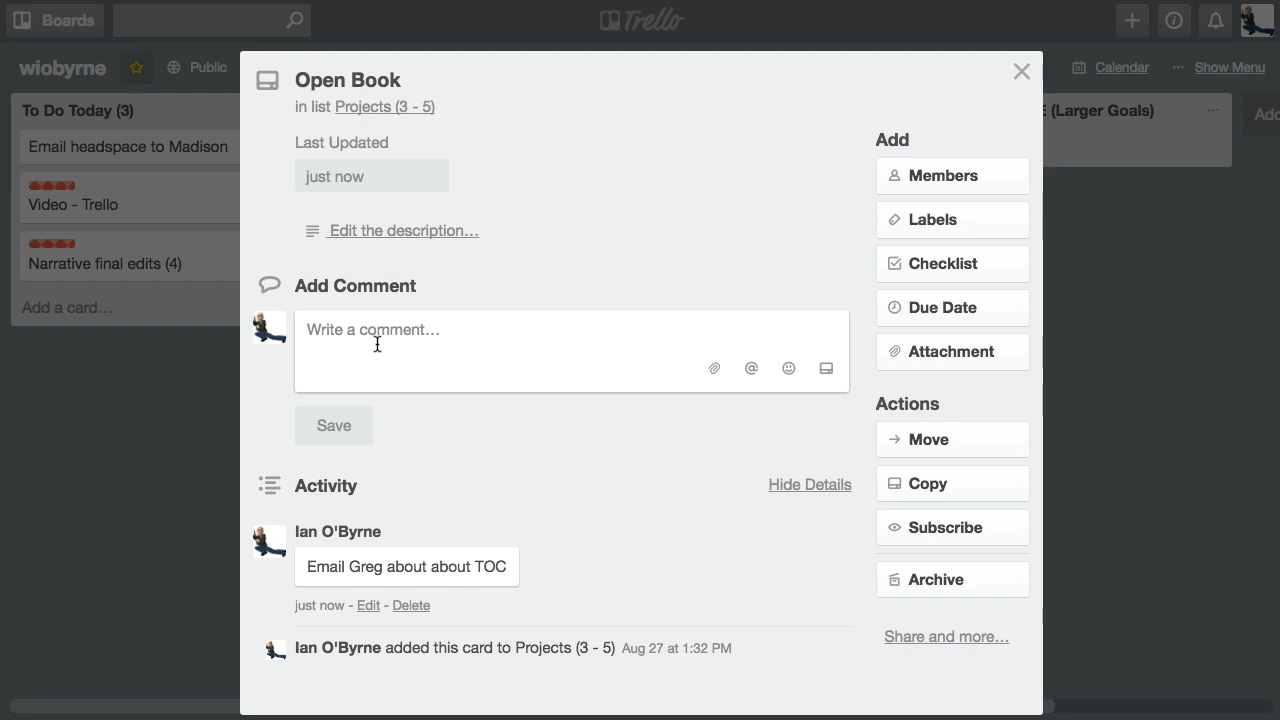 Boards
Trello
wiobyrne
Public
Calendar
Show Menu
To Do Today (3)
Email headspace to Madison
Video - Trello
Narrative final edits (4)
Add a card...
E (Larger Goals)
Open Book
in list Projects (3 - 5)
Last Updated
just now
Edit the description…
Add Comment
Write a comment…
Save
Activity
Hide Details
Ian O'Byrne
Email Greg about about TOC
just now - Edit - Delete
Ian O'Byrne added this card to Projects (3 - 5) Aug 27 at 1:32 PM
Add
Members
Labels
Checklist
Due Date
Attachment
Actions
Move
Copy
Subscribe
Archive
Share and more…